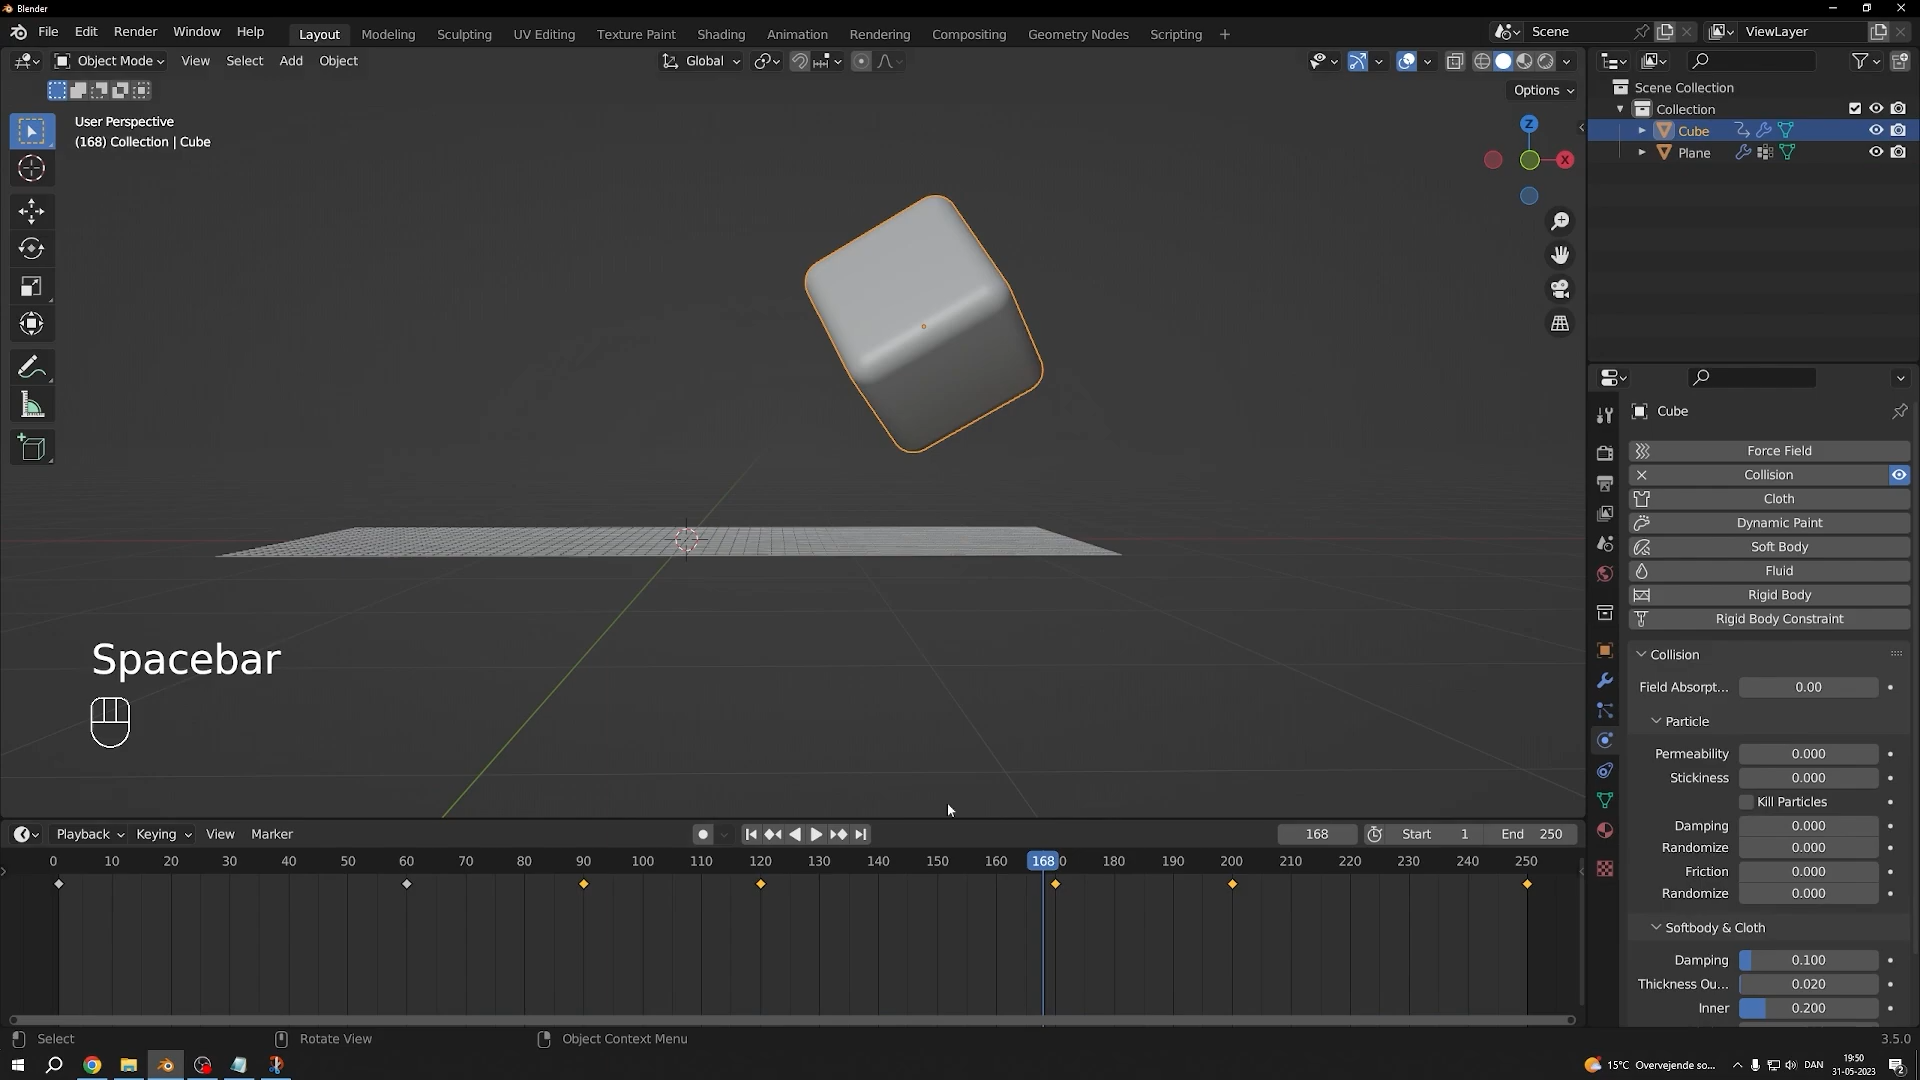 Blender
File Edit Render Window Help Layout Modeling Sculpting UV Editing Texture Paint Shading Animation Rendering Compositing Geometry Nodes Scripting + Scene ViewLayer
Object Mode View Select Add Object Global
Options
User Perspective
(168) Collection | Cube
Z
X
Scene Collection
Collection
Cube
Plane
Cube
Force Field
Collision
Cloth
Dynamic Paint
Soft Body
Fluid
Rigid Body
Rigid Body Constraint
Collision
Field Absorpt... 0.00
Particle
Permeability 0.000
Stickiness 0.000
Kill Particles
Damping 0.000
Randomize 0.000
Friction 0.000
Randomize 0.000
Softbody & Cloth
Damping 0.100
Thickness Ou... 0.020
Inner 0.200
Spacebar
Playback Keying View Marker 168 Start 1 End 250
0 10 20 30 40 50 60 70 80 90 100 110 120 130 140 150 160 168 0 180 190 200 210 220 230 240 250
Select Rotate View Object Context Menu 3.5.0
15°C Overvejende so... DAN 19:50
31-05-2023
2